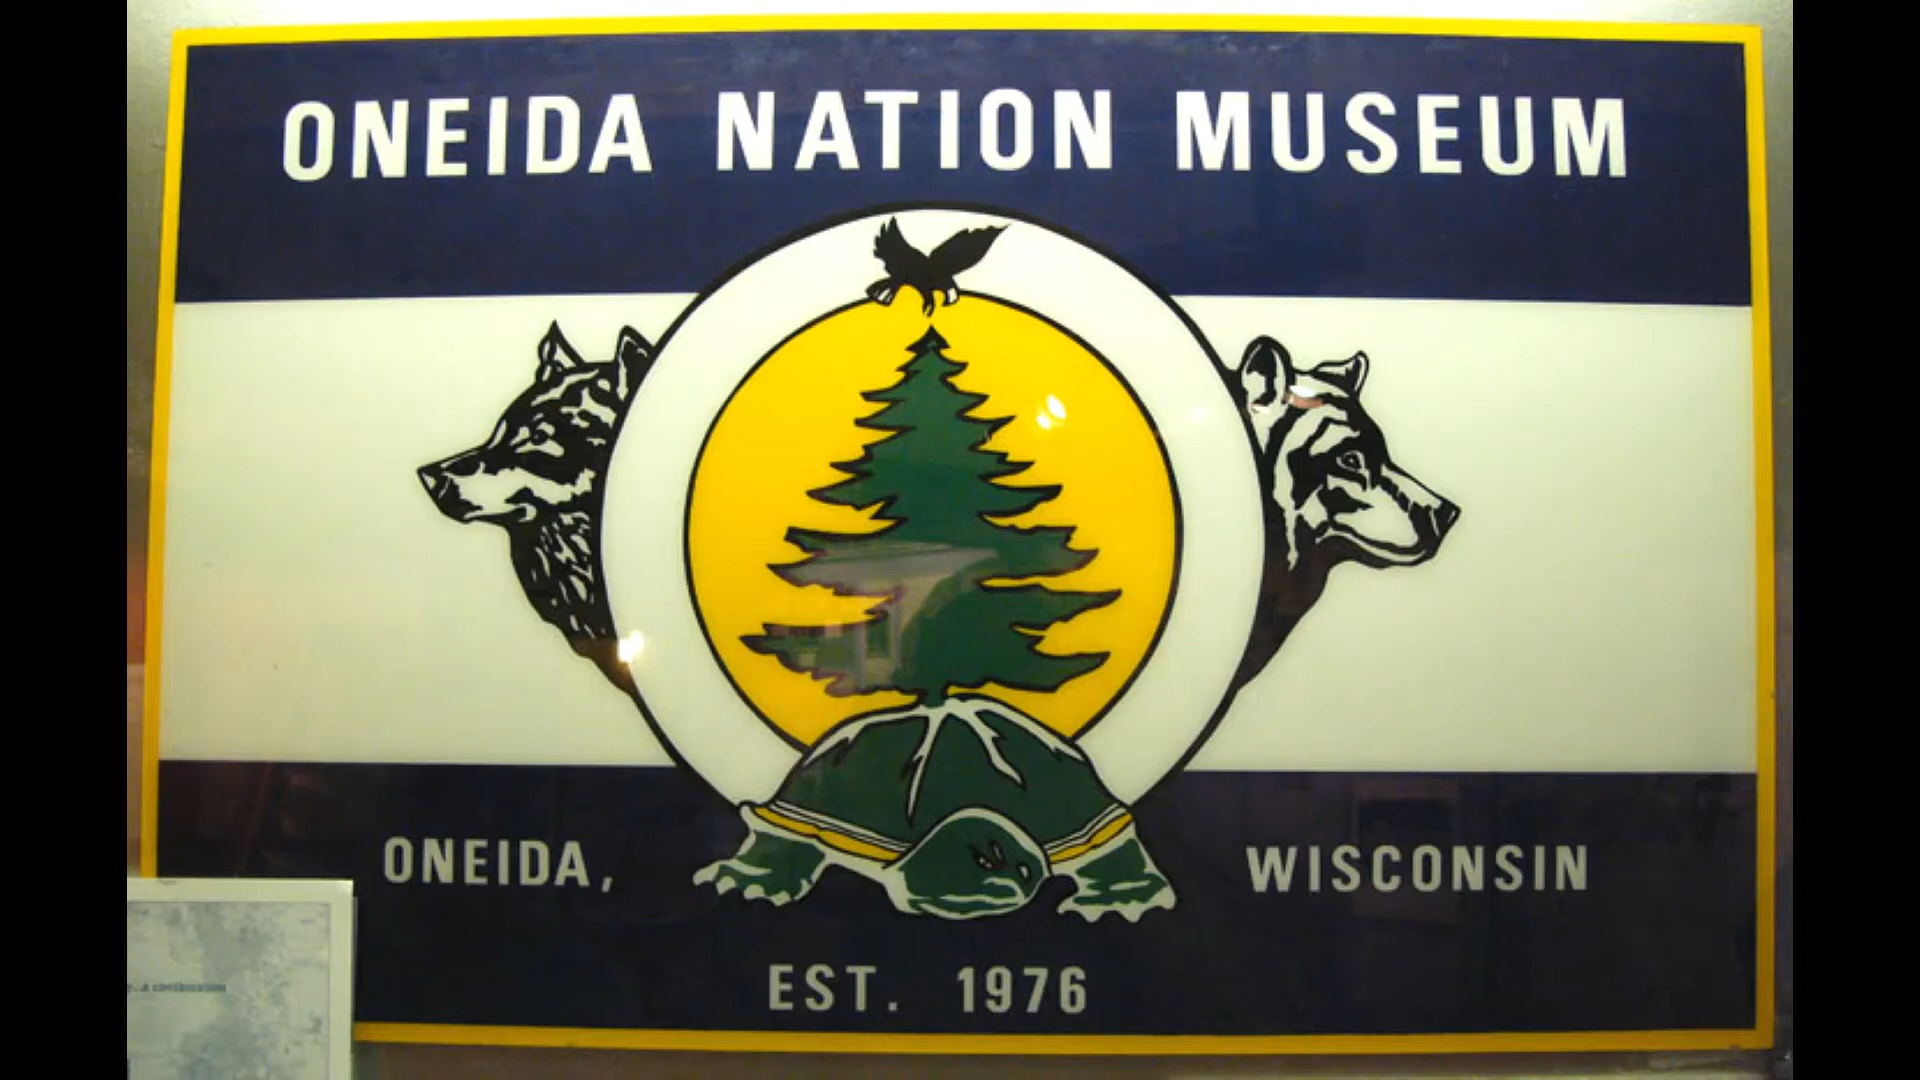 ONEIDA NATION MUSEUM
ONEIDA, WISCONSIN
EST. 1976